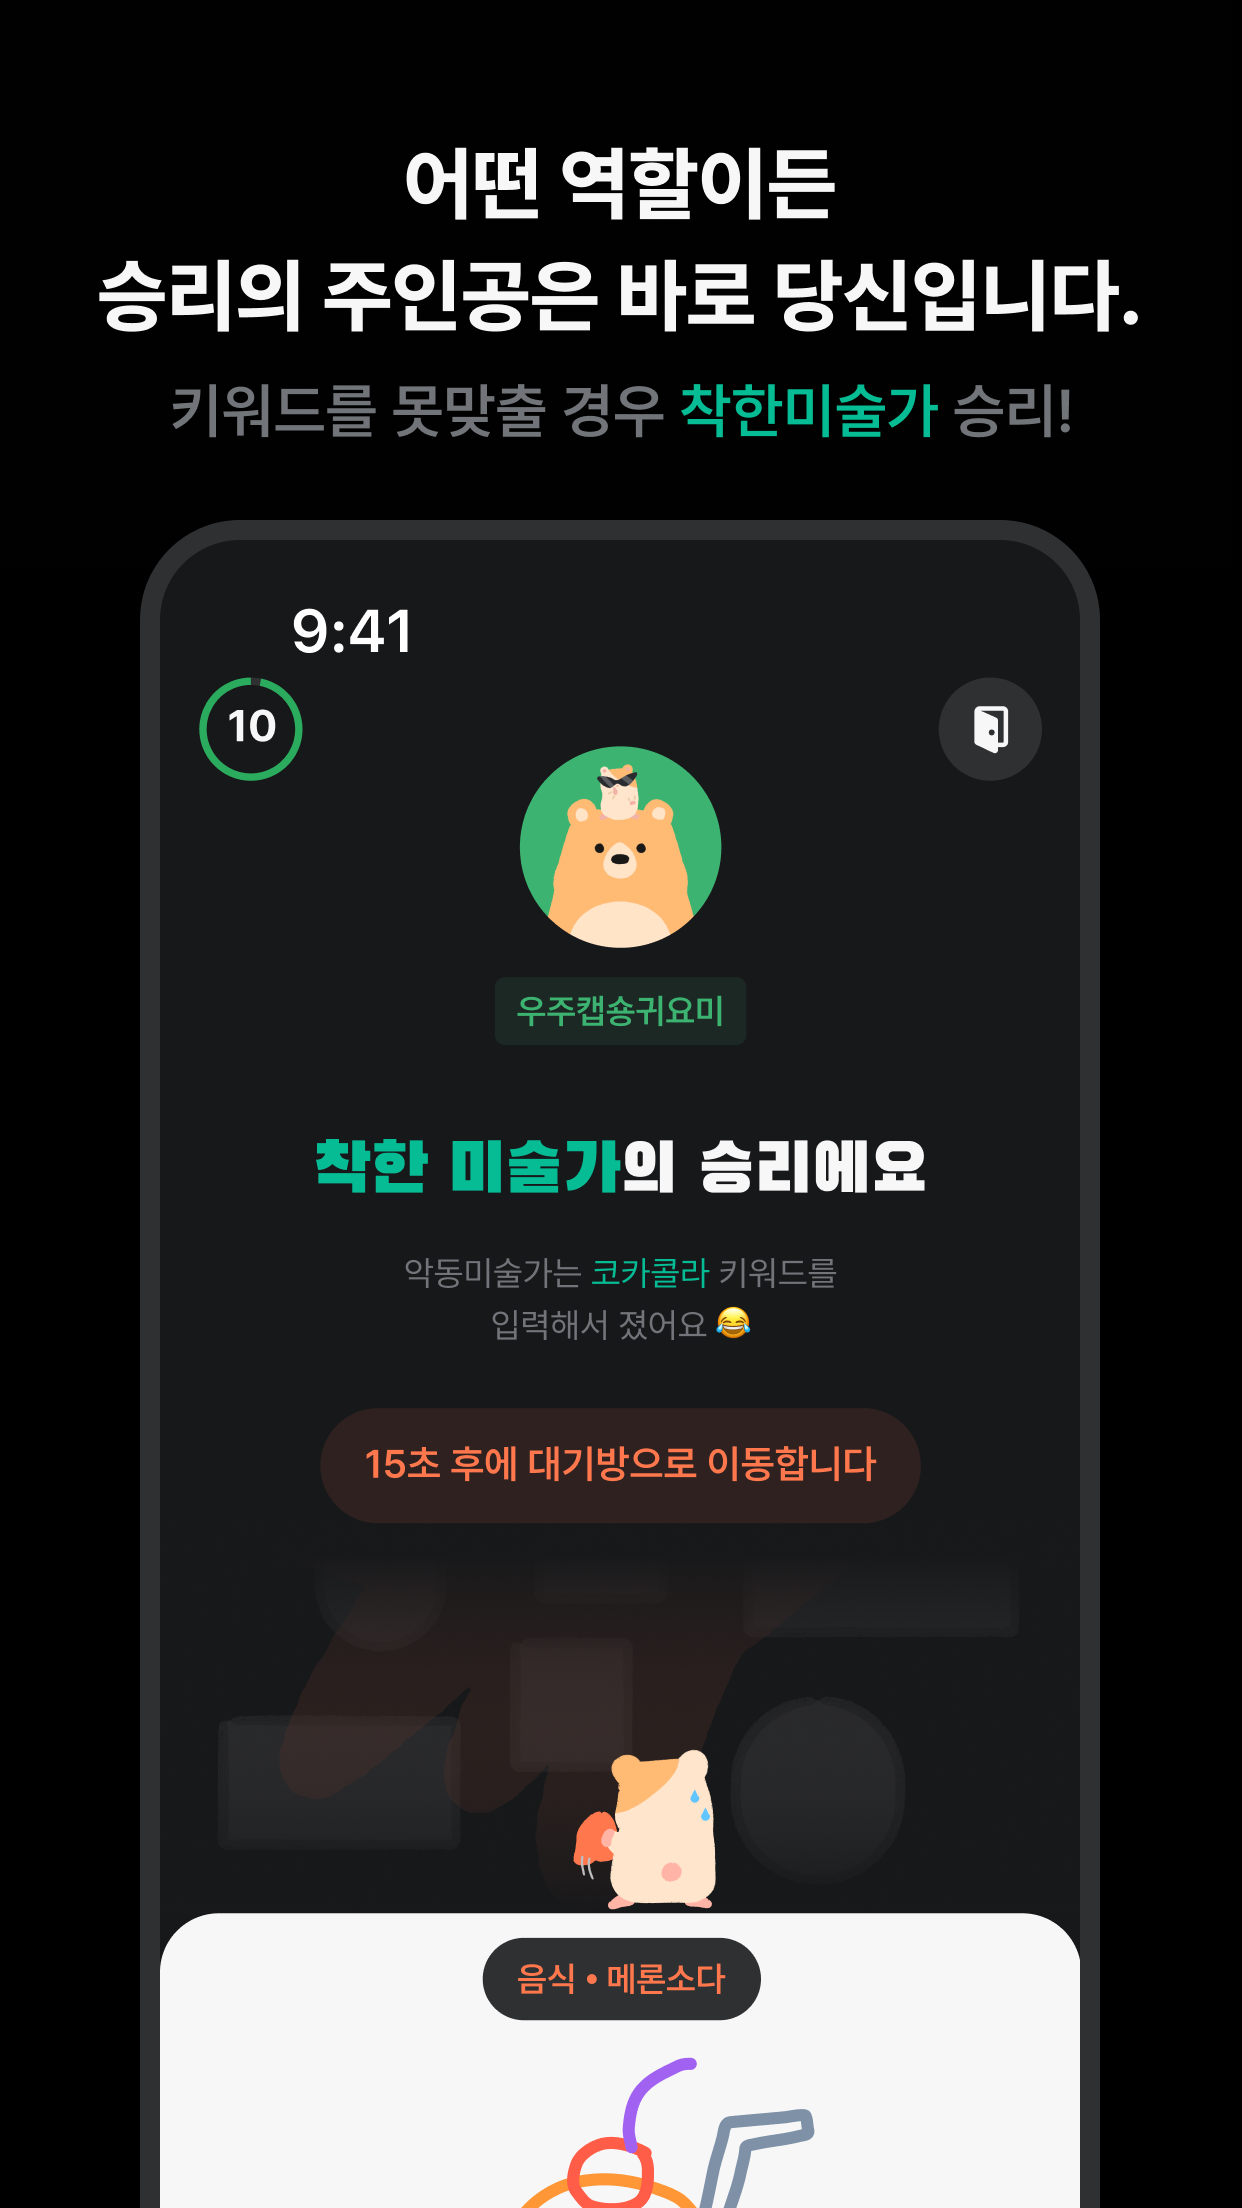 어떤 역할이든
승리의 주인공은 바로 당신입니다.
키워드를 못맞출 경우 착한미술가 승리!
9:41
10
우주캡숑귀요미
착한 미술가의 승리에요
악동미술가는 코카콜라 키워드를
입력해서 졌어요 😂
15초 후에 대기방으로 이동합니다
음식 • 메론소다